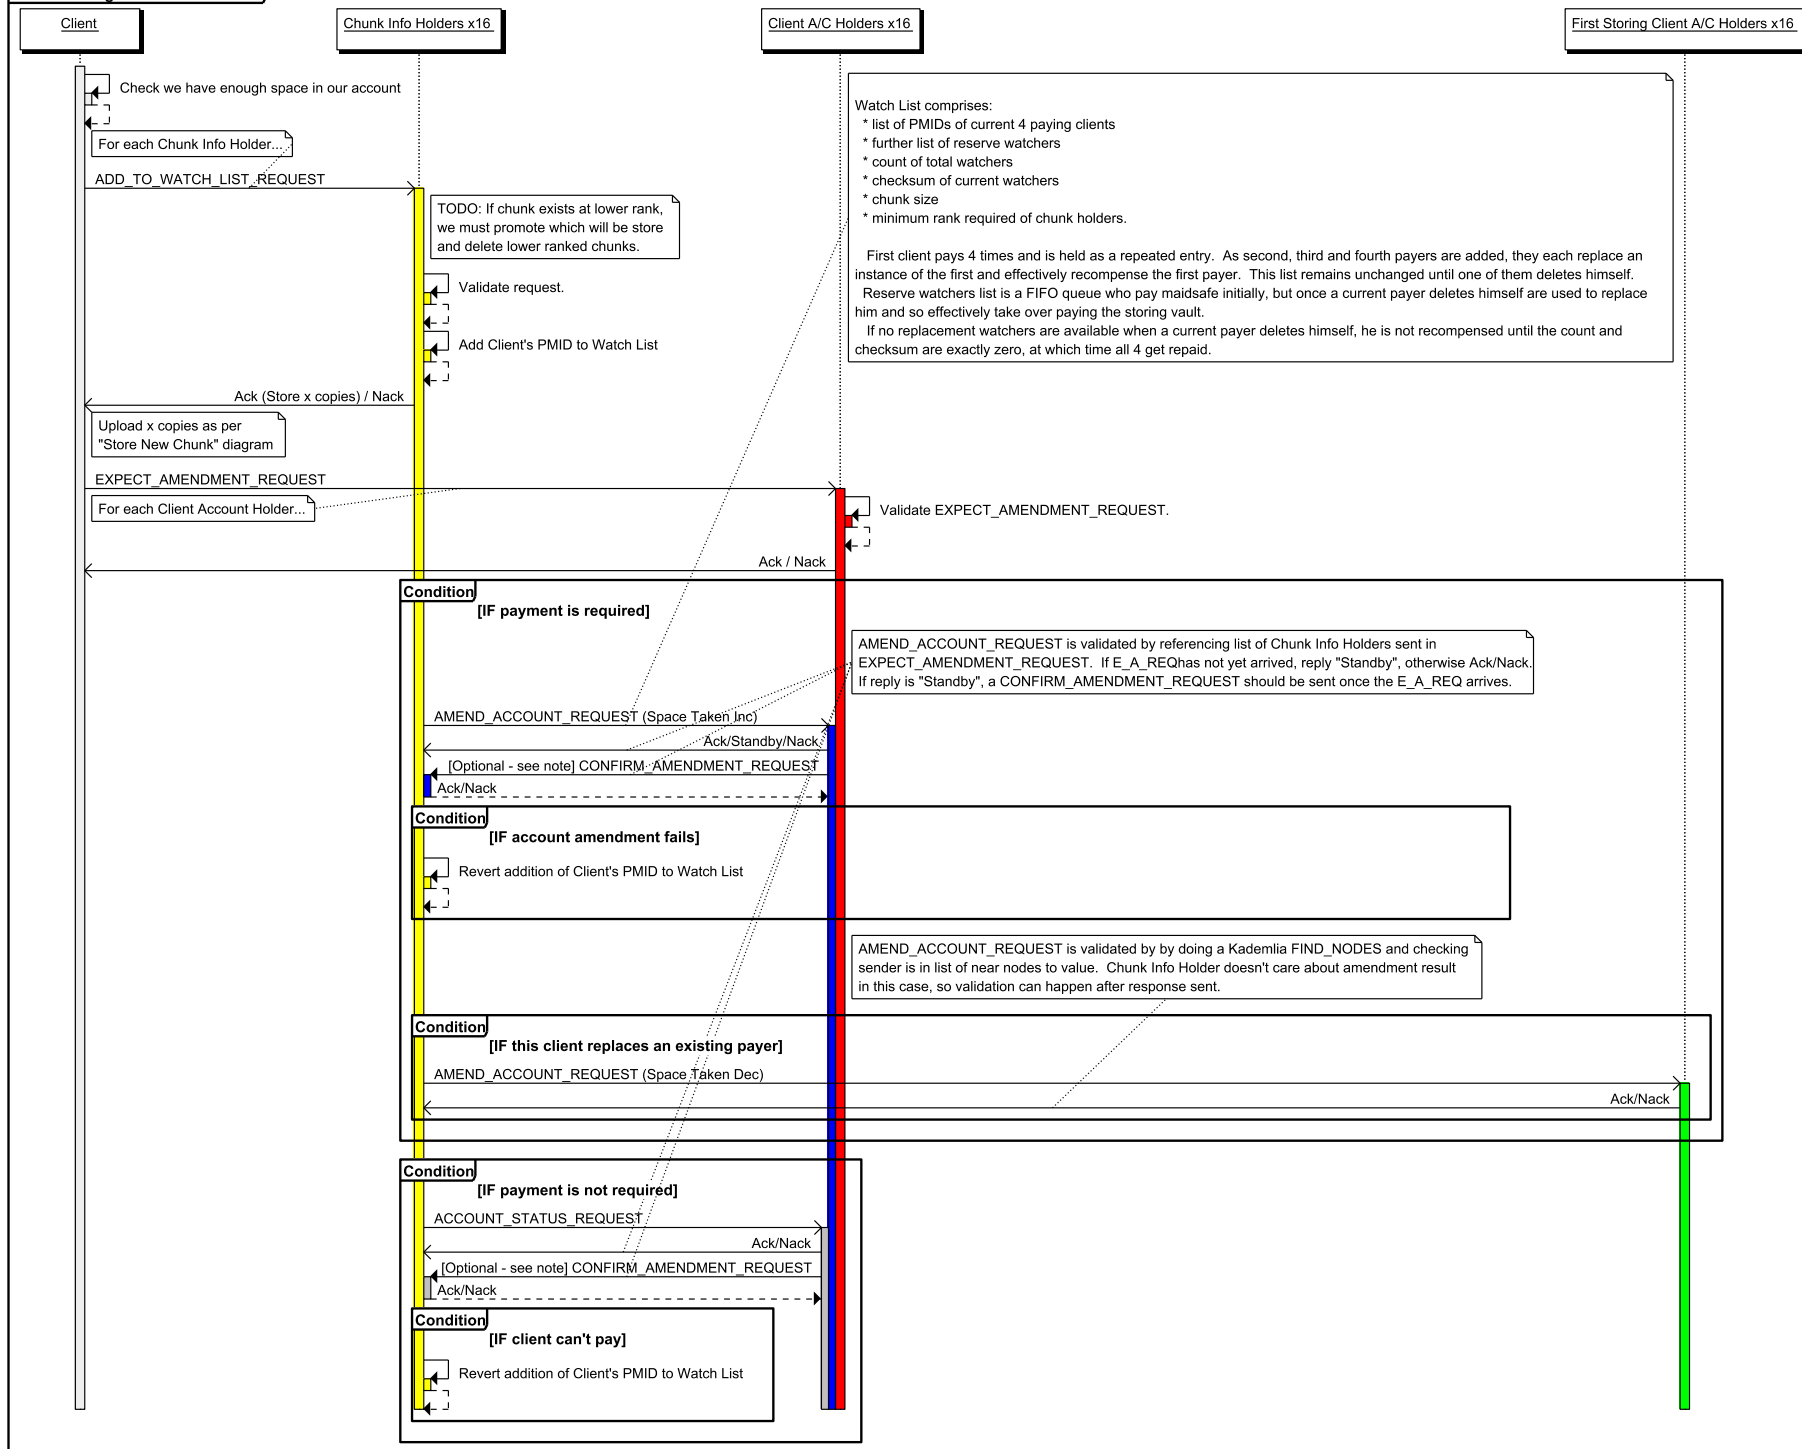 Client
Chunk Info Holders x16
Client A/C Holders x16
First Storing Client A/C Holders x16
Check we have enough space in our account
For each Chunk Info Holder...
ADD_TO_WATCH_LIST_REQUEST
Watch List comprises:
* list of PMIDs of current 4 paying clients
* further list of reserve watchers
* count of total watchers
* checksum of current watchers
* chunk size
* minimum rank required of chunk holders.
First client pays 4 times and is held as a repeated entry.  As second, third and fourth payers are added, they each replace an
instance of the first and effectively recompense the first payer.  This list remains unchanged until one of them deletes himself.
Reserve watchers list is a FIFO queue who pay maidsafe initially, but once a current payer deletes himself are used to replace
him and so effectively take over paying the storing vault.
If no replacement watchers are available when a current payer deletes himself, he is not recompensed until the count and
checksum are exactly zero, at which time all 4 get repaid.
TODO: If chunk exists at lower rank,
we must promote which will be store
and delete lower ranked chunks.
Validate request.
Add Client's PMID to Watch List
Ack (Store x copies) / Nack
Upload x copies as per
"Store New Chunk" diagram
EXPECT_AMENDMENT_REQUEST
For each Client Account Holder...
Validate EXPECT_AMENDMENT_REQUEST.
Ack / Nack
Condition
[IF payment is required]
AMEND_ACCOUNT_REQUEST is validated by referencing list of Chunk Info Holders sent in
EXPECT_AMENDMENT_REQUEST.  If E_A_REQhas not yet arrived, reply "Standby", otherwise Ack/Nack.
If reply is "Standby", a CONFIRM_AMENDMENT_REQUEST should be sent once the E_A_REQ arrives.
AMEND_ACCOUNT_REQUEST (Space Taken Inc)
Ack/Standby/Nack
[Optional - see note] CONFIRM_AMENDMENT_REQUEST
Ack/Nack
Condition
[IF account amendment fails]
Revert addition of Client's PMID to Watch List
AMEND_ACCOUNT_REQUEST is validated by by doing a Kademlia FIND_NODES and checking
sender is in list of near nodes to value.  Chunk Info Holder doesn't care about amendment result
in this case, so validation can happen after response sent.
Condition
[IF this client replaces an existing payer]
AMEND_ACCOUNT_REQUEST (Space Taken Dec)
Ack/Nack
Condition
[IF payment is not required]
ACCOUNT_STATUS_REQUEST
Ack/Nack
[Optional - see note] CONFIRM_AMENDMENT_REQUEST
Ack/Nack
Condition
[IF client can't pay]
Revert addition of Client's PMID to Watch List